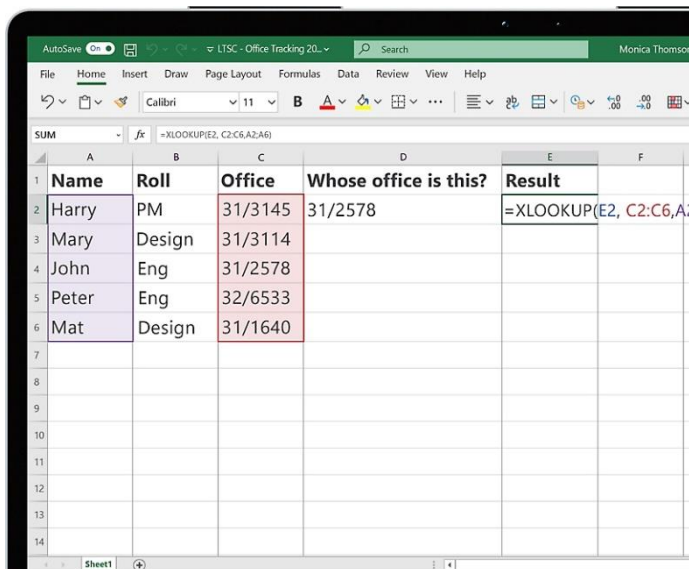 AutoSave On LTSC - Office Tracking 20... Search Monica Thomson
File Home Insert Draw Page Layout Formulas Data Review View Help
Calibri 11 B A ab
SUM fx =XLOOKUP(E2, C2:C6,A2;A6)
A B C D E F
1 Name Roll Office Whose office is this? Result
2 Harry PM 31/3145 31/2578 =XLOOKUP(E2, C2:C6,A2
3 Mary Design 31/3114
4 John Eng 31/2578
5 Peter Eng 32/6533
6 Mat Design 31/1640
7
8
9
10
11
12
13
14
Sheet1